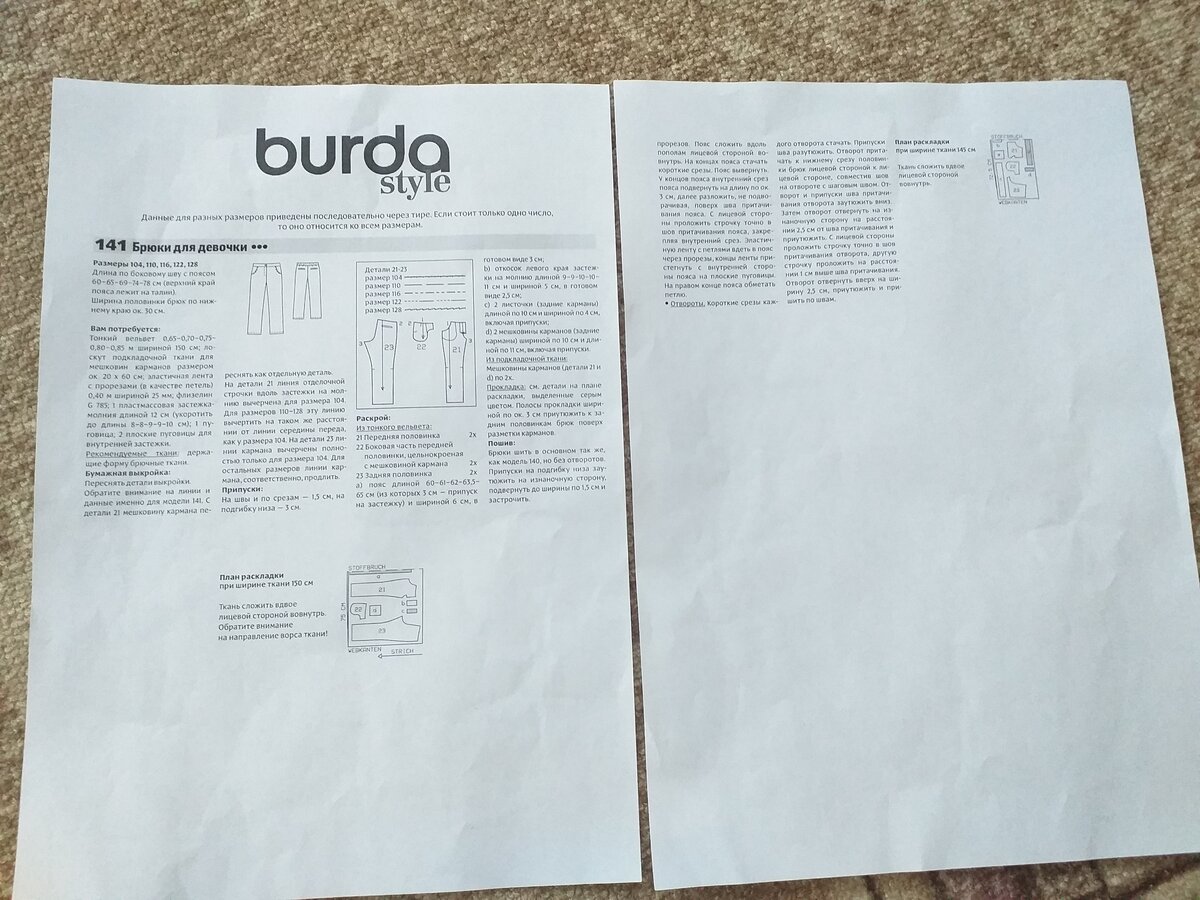 burda
style
Данные для разных размеров приведены последовательно через тире. Если стоит только одно число,
то оно относится ко всем размерам.
141 Брюки для девочки •••
Размеры 104, 110, 116, 122, 128
Длина по боковому шву с поясом
60–65–69–74–78 см (верхний край
пояса лежит на талии).
Ширина половинки брюк по ниж-
нему краю ок. 30 см.
Вам потребуется:
Тонкий вельвет 0,65–0,70–0,75–
0,80–0,85 м шириной 150 см; ло-
скут подкладочной ткани для
мешковин карманов размером
ок. 20 x 60 см; эластичная лента
с прорезами (в качестве петель)
0,40 м шириной 25 мм; флизелин
G 785; 1 пластмассовая застежка-
молния длиной 12 см (укоротить
до длины 8–8–9–9–10 см); 1 пу-
говица; 2 плоские пуговицы для
внутренней застежки.
Рекомендуемые ткани: держа-
щие форму брючные ткани.
Бумажная выкройка:
Переснять детали выкройки.
Обратите внимание на линии и
данные именно для модели 141. С
детали 21 мешковину кармана пе-
реснять как отдельную деталь.
На детали 21 линия отделочной
строчки вдоль застежки на мол-
нию вычерчена для размера 104.
Для размеров 110–128 эту линию
вычертить на таком же расстоя-
нии от линии середины переда,
как у размера 104. На детали 23 ли-
нии кармана вычерчены полно-
стью только для размера 104. Для
остальных размеров линии кар-
мана, соответственно, продлить.
Припуски:
На швы и по срезам — 1,5 см, на
подгибку низа — 3 см.
Детали 21-23
размер 104
размер 110
размер 116
размер 122
размер 128
3 23 2 2 22 21 3
Раскрой:
Из тонкого вельвета:
21 Передняя половинка 2x
22 Боковая часть передней
половинки, цельнокроеная
с мешковиной кармана 2x
23 Задняя половинка 2x
a) пояс длиной 60–61–62–63,5–
65 см (из которых 3 см — припуск
на застежку) и шириной 6 см, в
готовом виде 3 см;
b) откосок левого края застеж-
ки на молнию длиной 9–9–10–10–
11 см и шириной 5 см, в готовом
виде 2,5 см;
c) 2 листочки (задние карманы)
длиной по 10 см и шириной по 4 см,
включая припуски;
d) 2 мешковины карманов (задние
карманы) шириной по 10 см и дли-
ной по 11 см, включая припуски.
Из подкладочной ткани:
Мешковины карманов (детали 21 и
d) по 2x.
Прокладка: см. детали на плане
раскладки, выделенные серым
цветом. Полосы прокладки шири-
ной по ок. 3 см приутюжить к за-
дним половинкам брюк поверх
разметки карманов.
Пошив:
Брюки шить в основном так же,
как модель 140, но без отворотов.
Припуски на подгибку низа зау-
тюжить на изнаночную сторону,
подвернуть до ширины по 1,5 см и
застрочить.
План раскладки
при ширине ткани 150 см
Ткань сложить вдвое
лицевой стороной вовнутрь.
Обратите внимание
на направление ворса ткани!
STOFFBRUCH
21
22 d b c
23
75 CM
WEBKANTEN
STRICH
прорезов. Пояс сложить вдоль
пополам лицевой стороной во-
внутрь. На концах пояса стачать
короткие срезы. Пояс вывернуть.
У концов пояса внутренний срез
пояса подвернуть на длину по ок.
3 см, далее разложить, не подво-
рачивая, поверх шва притачи-
вания пояса. С лицевой сторо-
ны проложить строчку точно в
шов притачивания пояса, закре-
пляя внутренний срез. Эластич-
ную ленту с петлями вдеть в пояс
через прорезы, концы ленты при-
стегнуть с внутренней сторо-
ны пояса на плоские пуговицы.
На правом конце пояса обметать
петлю.
• Отвороты. Короткие срезы каж-
дого отворота стачать. Припуски
шва разутюжить. Отворот прита-
чать к нижнему срезу половин-
ки брюк лицевой стороной к ли-
цевой стороне, совместив шов
на отвороте с шаговым швом. От-
ворот и припуски шва притачи-
вания отворота заутюжить вниз.
Затем отворот отвернуть на из-
наночную сторону на расстоя-
нии 2,5 см от шва притачивания и
приутюжить. С лицевой стороны
проложить строчку точно в шов
притачивания отворота, другую
строчку проложить на расстоя-
нии 1 см выше шва притачивания.
Отворот отвернуть вверх на ши-
рину 2,5 см, приутюжить и при-
шить по швам.
План раскладки
при ширине ткани 145 см
Ткань сложить вдвое
лицевой стороной
вовнутрь.
STOFFBRUCH
23
WEBKANTEN